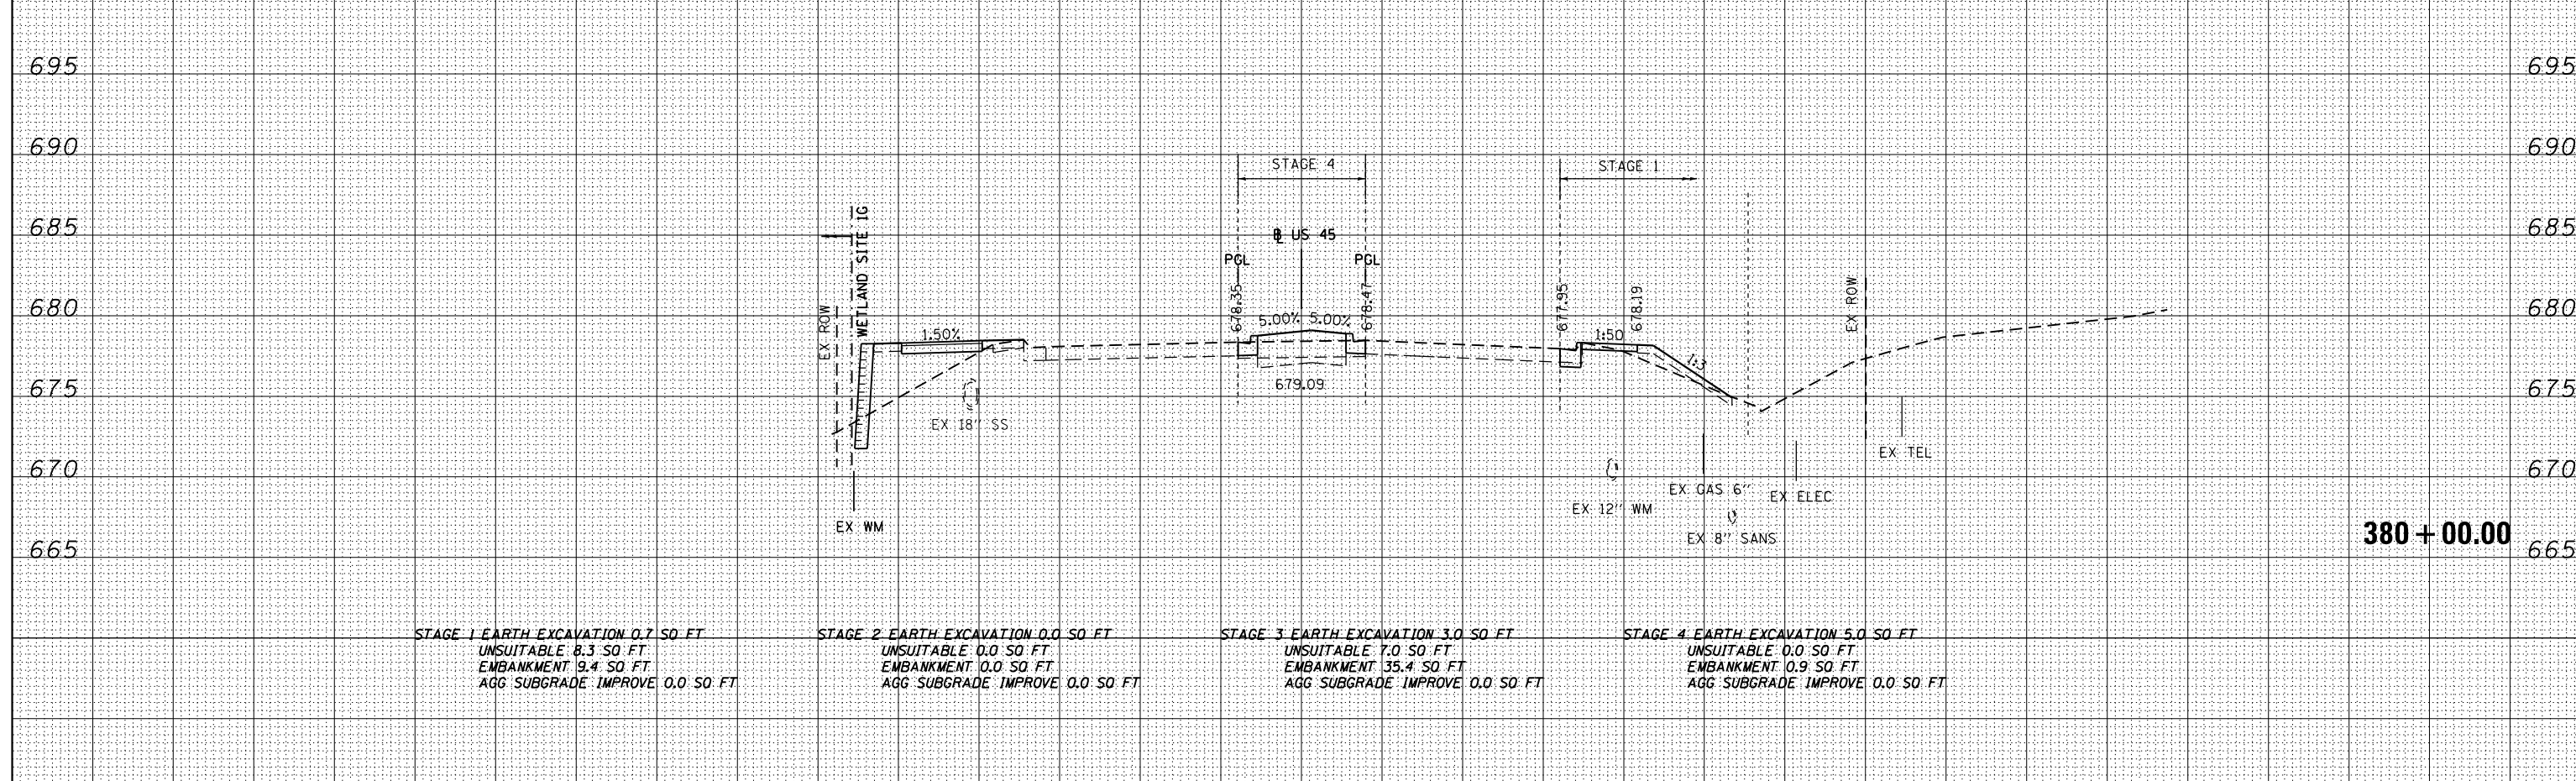 695 695
690 690
STAGE 4 STAGE 1
685 685
WETLAND SITE 1G
℄ US 45
PGL PGL
680 680
EX ROW
678.35
678.47
677.95
678.19
EX ROW
1.50%
5.00% 5.00%
1:50
1:3
675 675
679.09
EX 18" SS
EX TEL
670 670
EX GAS 6"
EX ELEC
EX 12" WM
EX WM
EX 8" SANS
380+00.00
665 665
STAGE 1 EARTH EXCAVATION 0.7 SQ FT
UNSUITABLE 8.3 SQ FT
EMBANKMENT 9.4 SQ FT
AGG SUBGRADE IMPROVE 0.0 SQ FT
STAGE 2 EARTH EXCAVATION 0.0 SQ FT
UNSUITABLE 0.0 SQ FT
EMBANKMENT 0.0 SQ FT
AGG SUBGRADE IMPROVE 0.0 SQ FT
STAGE 3 EARTH EXCAVATION 3.0 SQ FT
UNSUITABLE 7.0 SQ FT
EMBANKMENT 35.4 SQ FT
AGG SUBGRADE IMPROVE 0.0 SQ FT
STAGE 4 EARTH EXCAVATION 5.0 SQ FT
UNSUITABLE 0.0 SQ FT
EMBANKMENT 0.9 SQ FT
AGG SUBGRADE IMPROVE 0.0 SQ FT